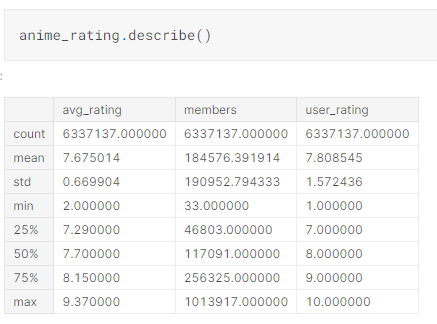 anime_rating.describe()
:
avg_rating members user_rating
count 6337137.000000 6337137.000000 6337137.000000
mean 7.675014 184576.391914 7.808545
std 0.669904 190952.794333 1.572436
min 2.000000 33.000000 1.000000
25% 7.290000 46803.000000 7.000000
50% 7.700000 117091.000000 8.000000
75% 8.150000 256325.000000 9.000000
max 9.370000 1013917.000000 10.000000